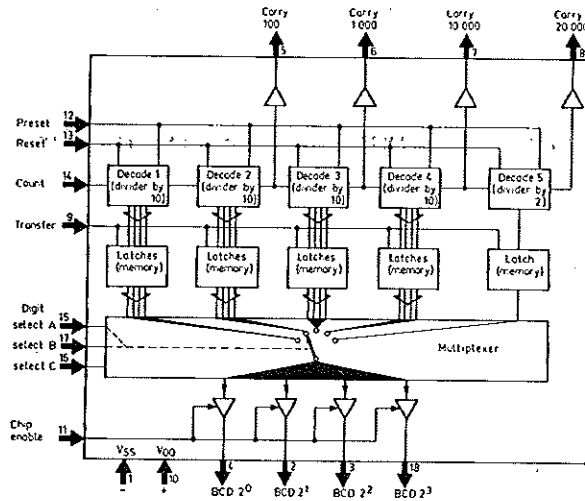 Carry 100
Carry 1000
Carry 10 000
Carry 20 000
5
6
7
8
Preset 12
Reset 13
Count 14
Decade 1 (divider by 10)
Decade 2 (divider by 10)
Decade 3 (divider by 10)
Decade 4 (divider by 10)
Decade 5 (divider by 2)
Transfer 9
Latches (memory)
Latches (memory)
Latches (memory)
Latches (memory)
Latch (memory)
Digit
select A 15
select B 17
select C 16
Multiplexer
Chip enable 11
VSS
VDD
1
10
-
+
4
2
3
18
BCD 2⁰
BCD 2¹
BCD 2²
BCD 2³